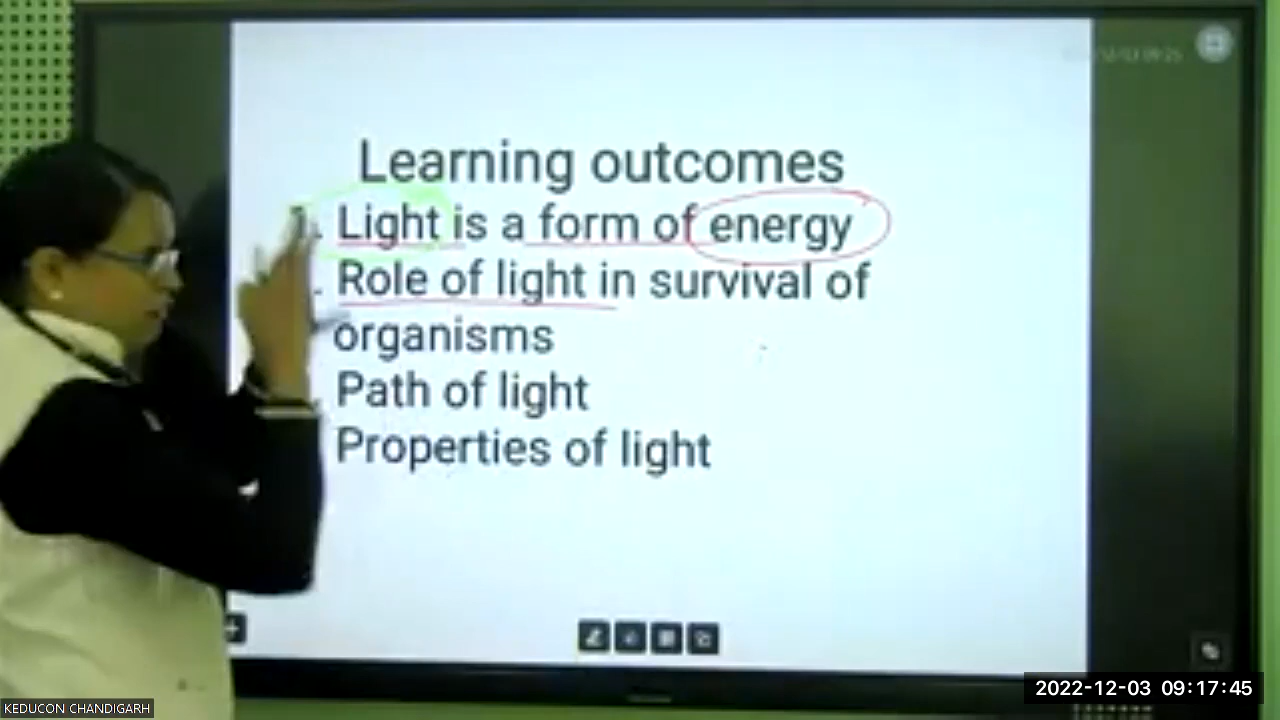 Learning outcomes
1. Light is a form of energy
. Role of light in survival of
organisms
Path of light
Properties of light
KEDUCON CHANDIGARH
2022-12-03 09:17:45